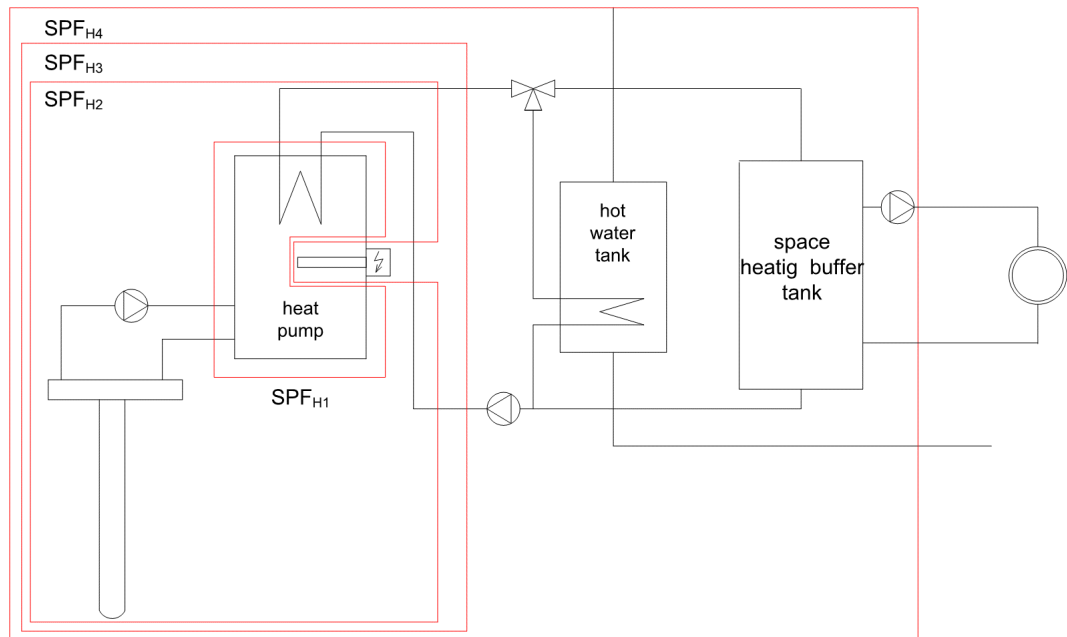 SPFH4
SPFH3
SPFH2
hot
water
tank
space
heatig buffer
tank
heat
pump
SPFH1